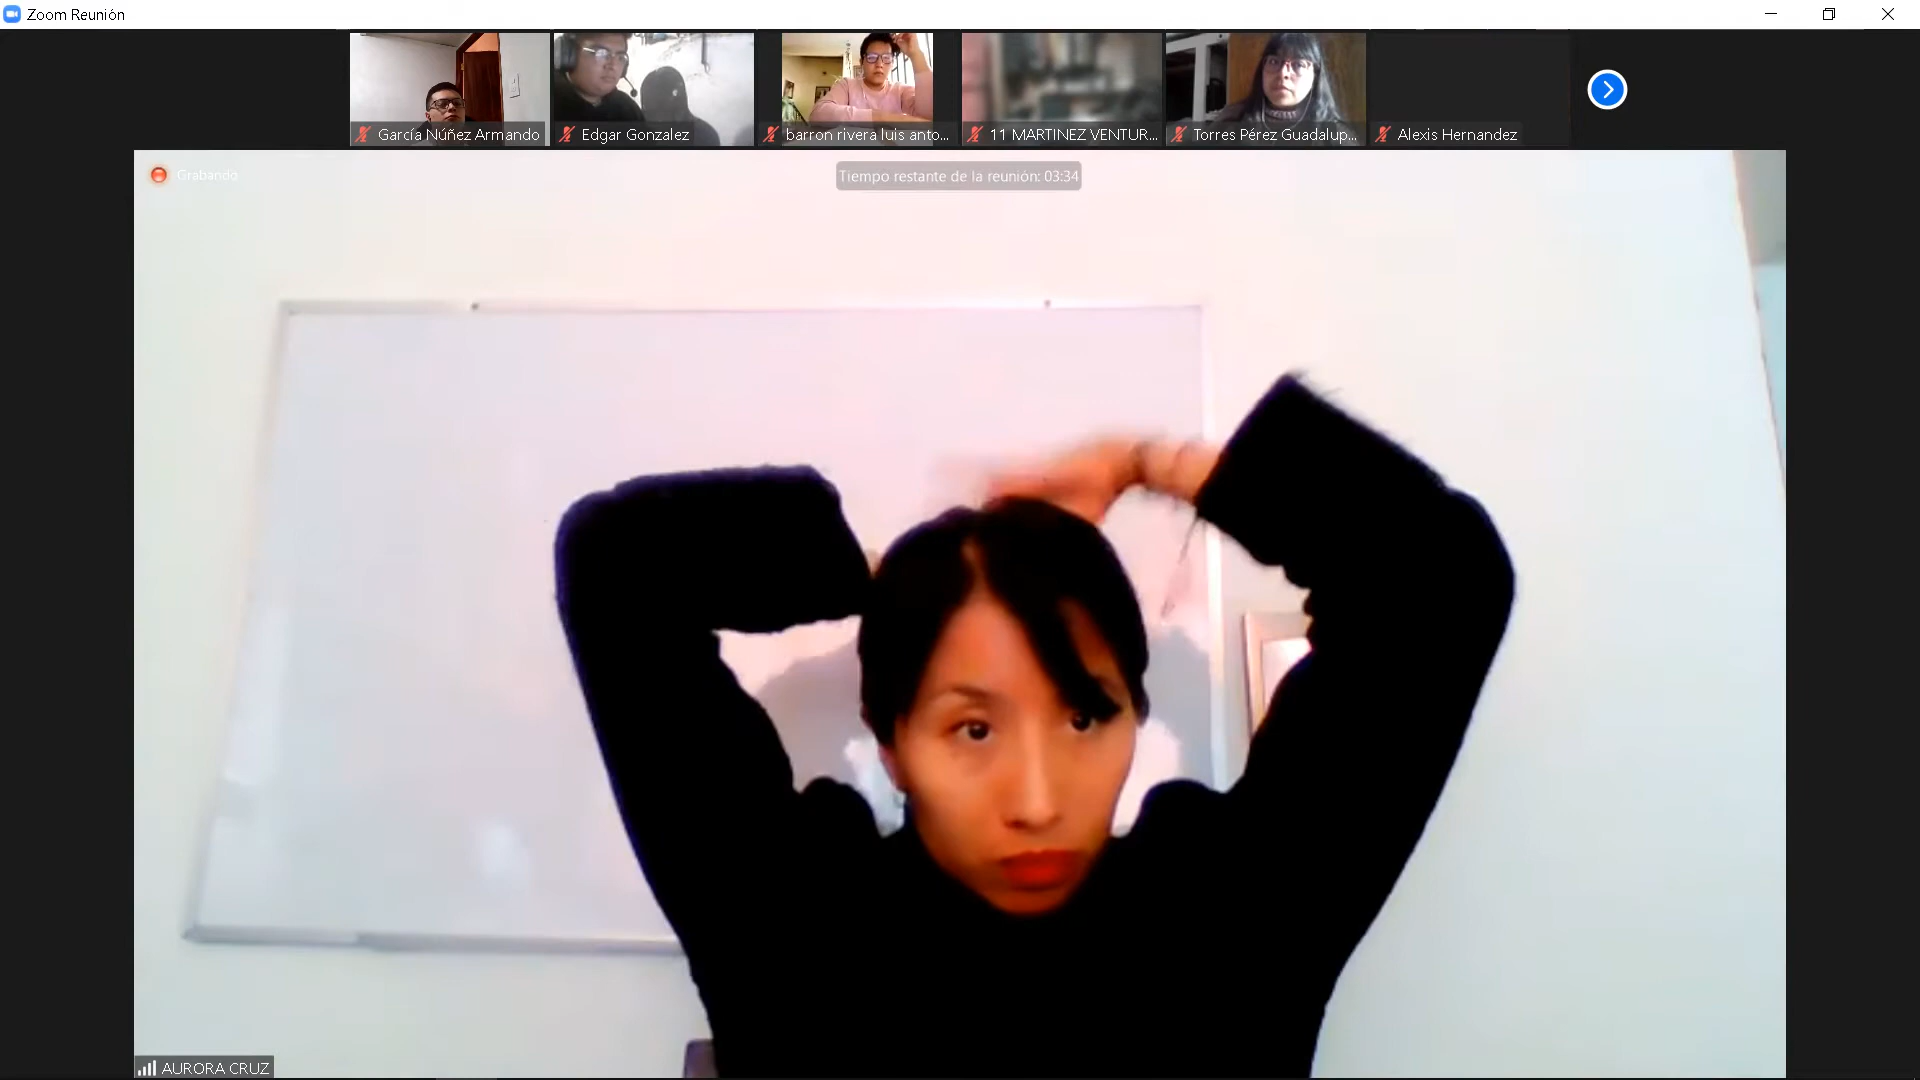 Zoom Reunión
García Núñez Armando
Edgar Gonzalez
barron rivera luis anto...
11 MARTINEZ VENTUR...
Torres Pérez Guadalup...
Alexis Hernandez
Grabando
Tiempo restante de la reunión: 03:34
AURORA CRUZ